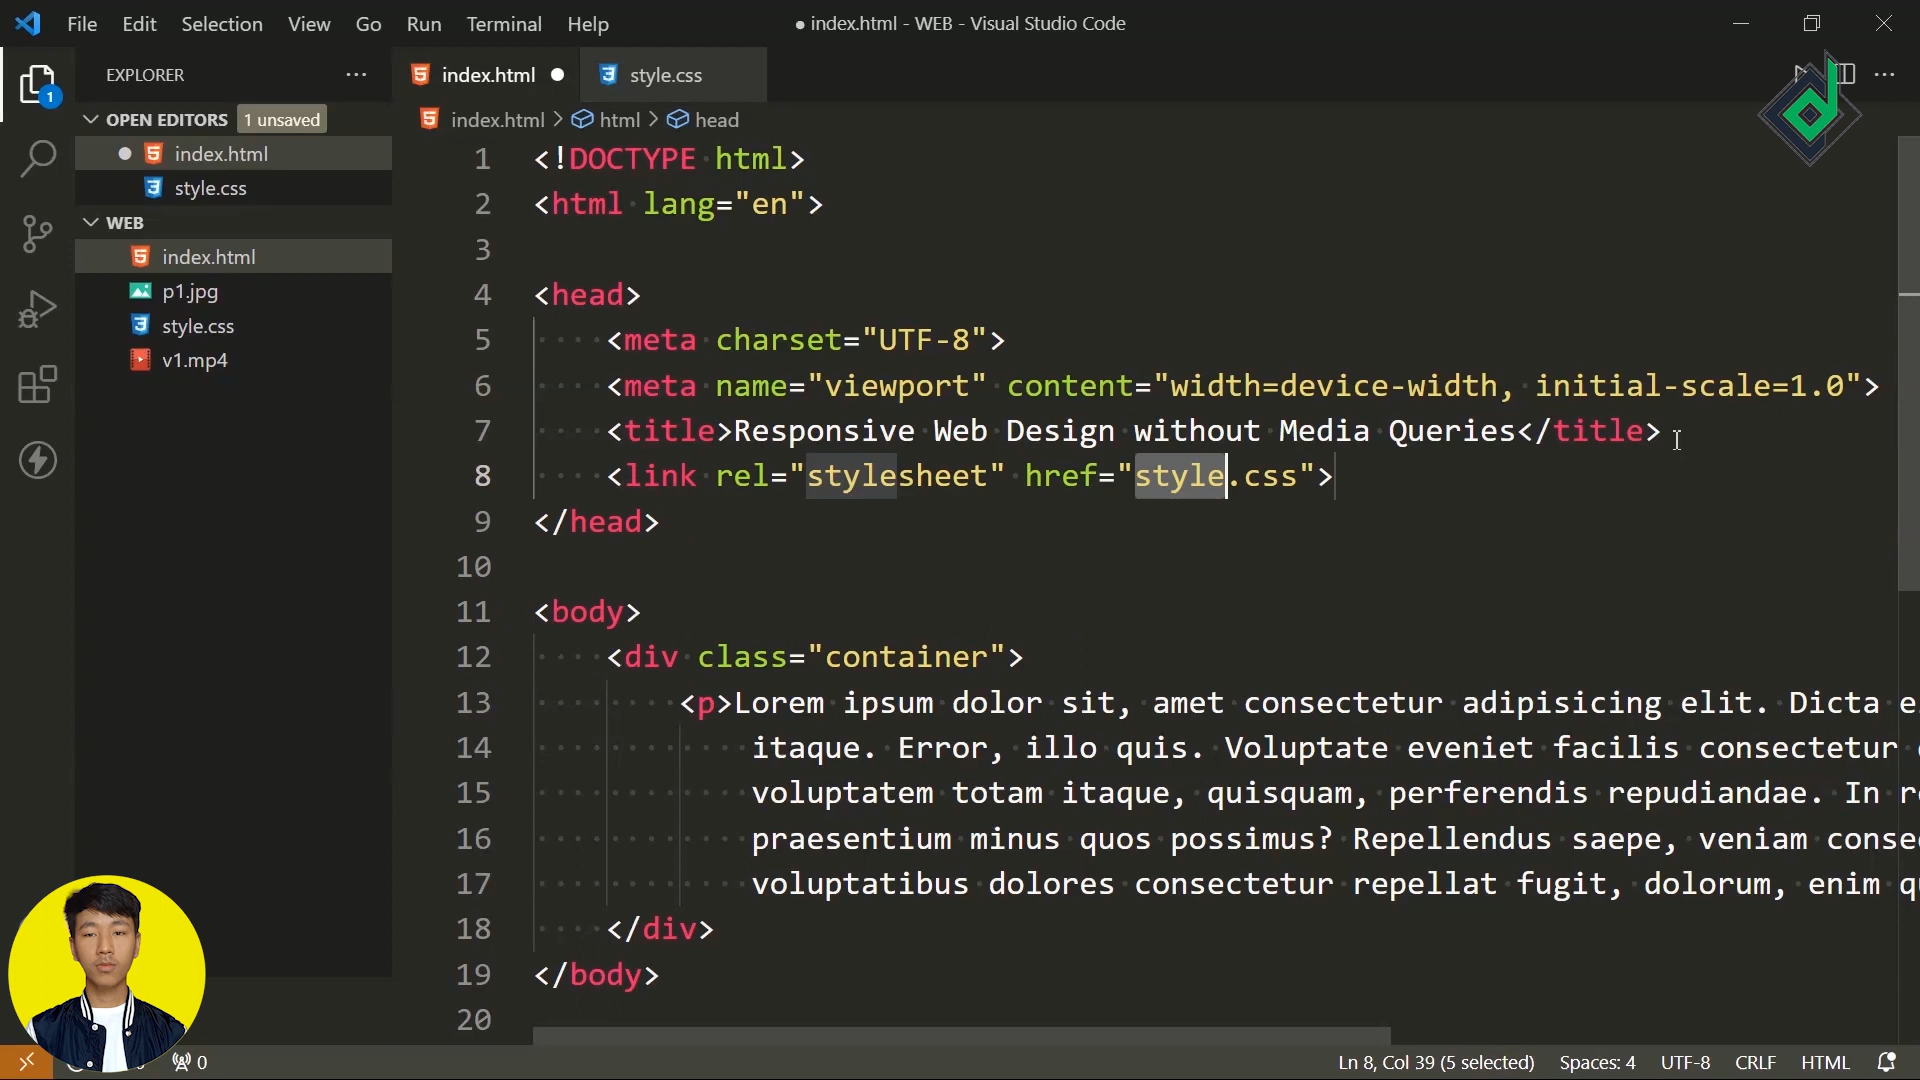 File Edit Selection View Go Run Terminal Help
● index.html - WEB - Visual Studio Code
EXPLORER
index.html
style.css
OPEN EDITORS 1 unsaved
index.html > html > head
index.html
style.css
WEB
index.html
p1.jpg
style.css
v1.mp4
1
1 <!DOCTYPE html>
2 <html lang="en">
3
4 <head>
5 <meta charset="UTF-8">
6 <meta name="viewport" content="width=device-width, initial-scale=1.0">
7 <title>Responsive Web Design without Media Queries</title>
8 <link rel="stylesheet" href="style.css">
9 </head>
10
11 <body>
12 <div class="container">
13 <p>Lorem ipsum dolor sit, amet consectetur adipisicing elit. Dicta
14 itaque. Error, illo quis. Voluptate eveniet facilis consectetur
15 voluptatem totam itaque, quisquam, perferendis repudiandae. In
16 praesentium minus quos possimus? Repellendus saepe, veniam
17 voluptatibus dolores consectetur repellat fugit, dolorum, enim
18 </div>
19 </body>
20
0
Ln 8, Col 39 (5 selected) Spaces: 4 UTF-8 CRLF HTML